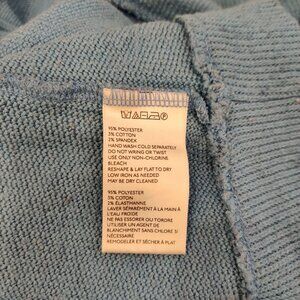 95% POLYESTER
3% COTTON
2% SPANDEX
HAND WASH COLD SEPARATELY
DO NOT WRING OR TWIST
USE ONLY NON-CHLORINE
BLEACH
RESHAPE & LAY FLAT TO DRY
LOW IRON AS NEEDED
MAY BE DRY CLEANED
95% POLYESTER
3% COTON
2% ÉLASTHANNE
LAVER SÉPARÉMENT À LA MAIN À
L'EAU FROIDE
NE PAS ESSORER OU TORDRE
UTILISER UN AGENT DE
BLANCHIMENT SANS CHLORE SI
NÉCESSAIRE
REMODELER ET SÉCHER À PLAT